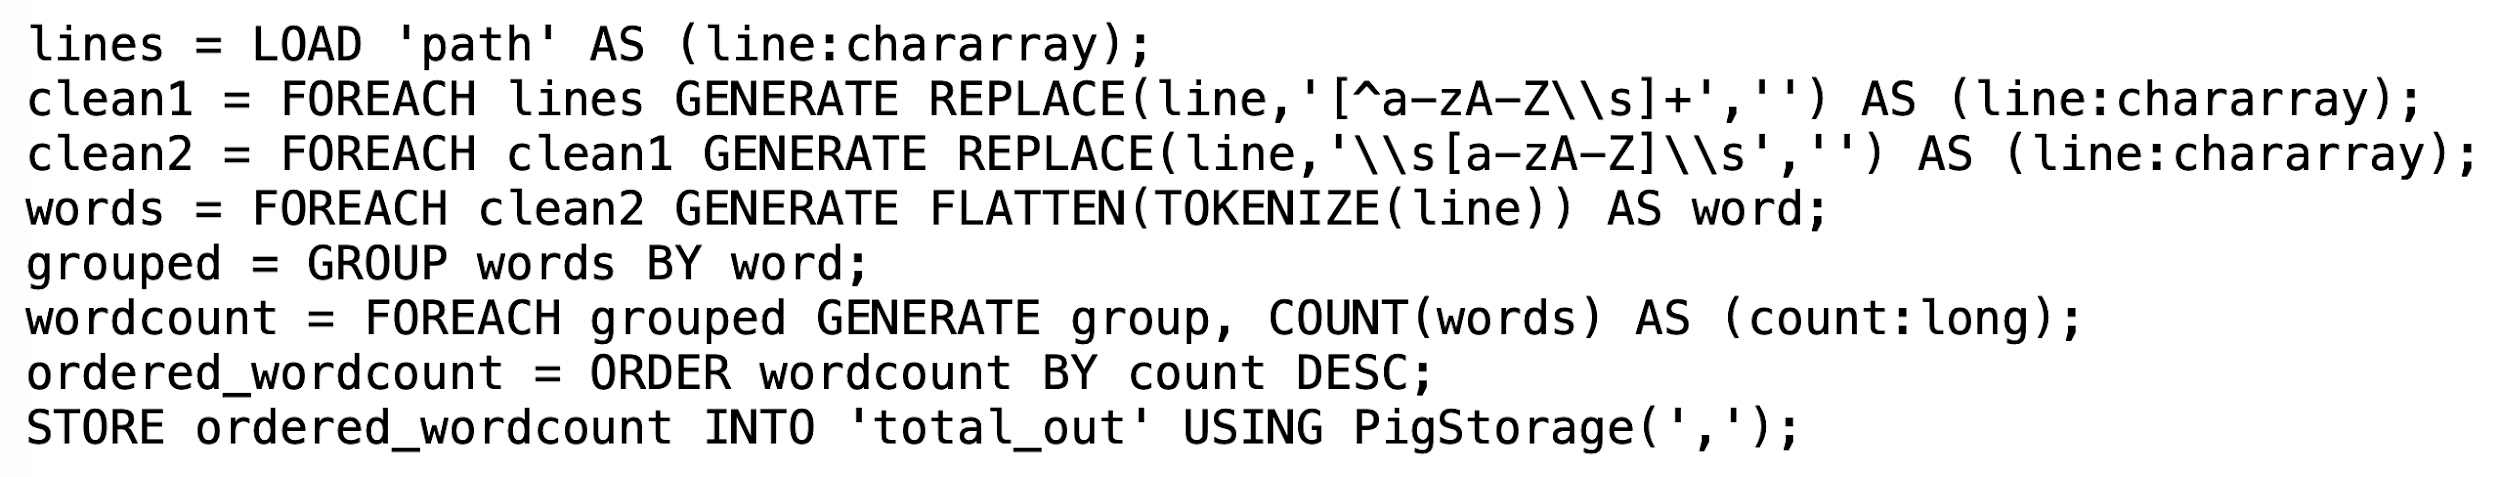 lines = LOAD 'path' AS (line:chararray);
clean1 = FOREACH lines GENERATE REPLACE(line,'[^a-zA-Z\\s]+','') AS (line:chararray);
clean2 = FOREACH clean1 GENERATE REPLACE(line,'\\s[a-zA-Z]\\s','') AS (line:chararray);
words = FOREACH clean2 GENERATE FLATTEN(TOKENIZE(line)) AS word;
grouped = GROUP words BY word;
wordcount = FOREACH grouped GENERATE group, COUNT(words) AS (count:long);
ordered_wordcount = ORDER wordcount BY count DESC;
STORE ordered_wordcount INTO 'total_out' USING PigStorage(',');